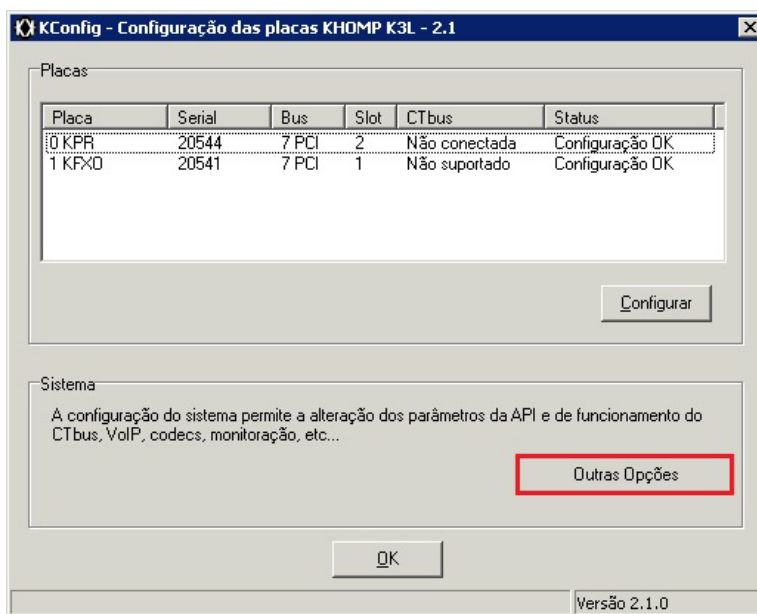 KConfig - Configuração das placas KHOMP K3L - 2.1
Placas
Placa Serial Bus Slot CTbus Status
0 KPR 20544 7 PCI 2 Não conectada Configuração OK
1 KFXO 20541 7 PCI 1 Não suportado Configuração OK
Configurar
Sistema
A configuração do sistema permite a alteração dos parâmetros da API e de funcionamento do
CTbus, VoIP, codecs, monitoração, etc...
Outras Opções
OK
Versão 2.1.0